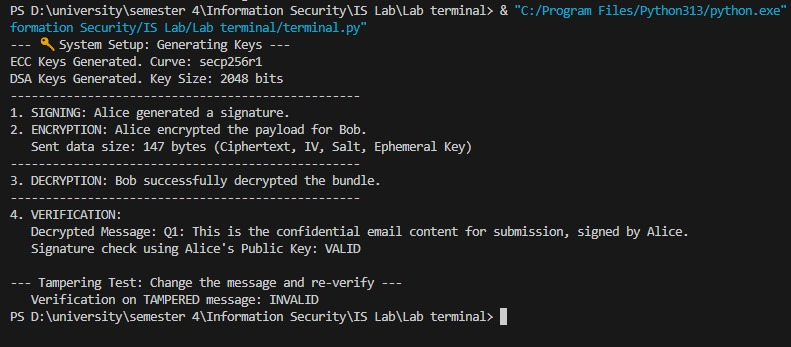 PS D:\university\semester 4\Information Security\IS Lab\Lab terminal> & "C:/Program Files/Python313/python.exe"
formation Security/IS Lab/Lab terminal/terminal.py"
--- 🔑 System Setup: Generating Keys ---
ECC Keys Generated. Curve: secp256r1
DSA Keys Generated. Key Size: 2048 bits
--------------------------------------------------
1. SIGNING: Alice generated a signature.
2. ENCRYPTION: Alice encrypted the payload for Bob.
   Sent data size: 147 bytes (Ciphertext, IV, Salt, Ephemeral Key)
--------------------------------------------------
3. DECRYPTION: Bob successfully decrypted the bundle.
--------------------------------------------------
4. VERIFICATION:
   Decrypted Message: Q1: This is the confidential email content for submission, signed by Alice.
   Signature check using Alice's Public Key: VALID

--- Tampering Test: Change the message and re-verify ---
   Verification on TAMPERED message: INVALID
PS D:\university\semester 4\Information Security\IS Lab\Lab terminal>